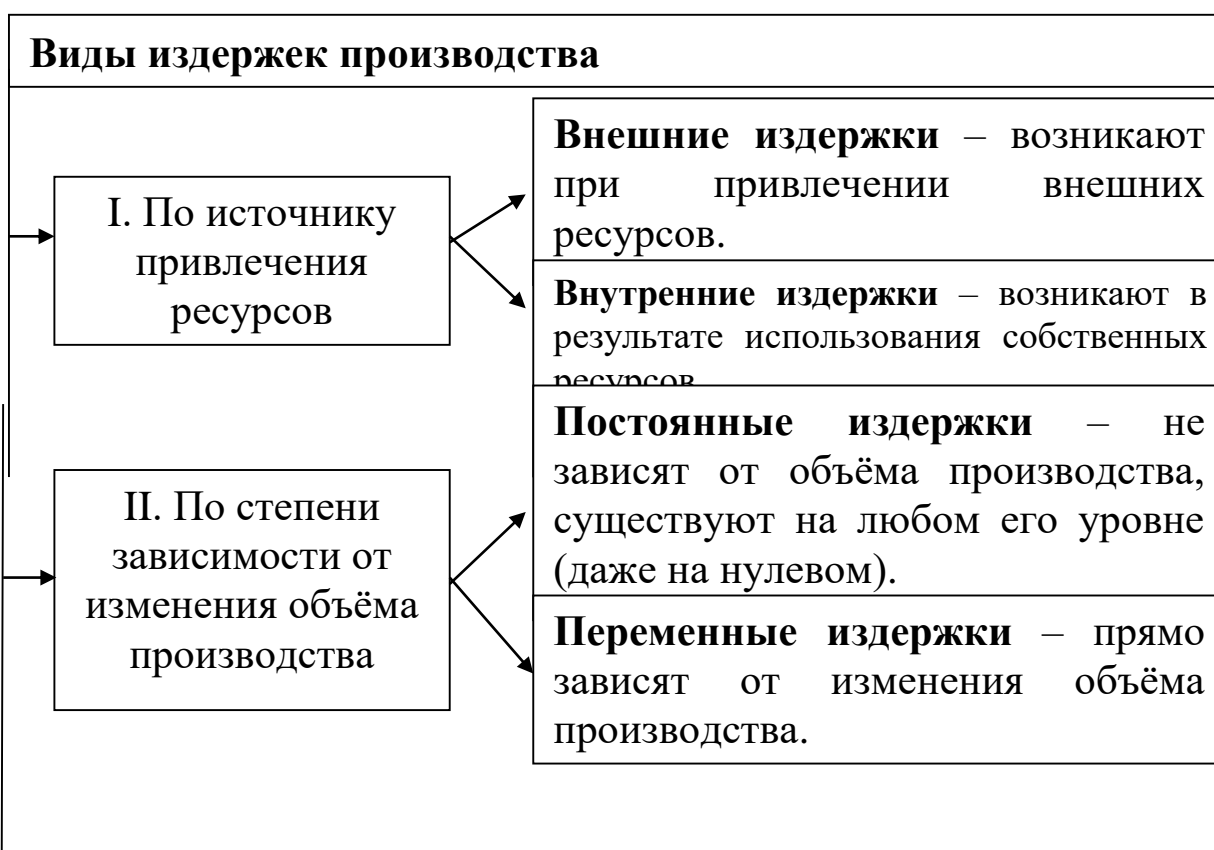 Виды издержек производства
I. По источнику
привлечения
ресурсов
Внешние издержки – возникают
при привлечении внешних
ресурсов.
Внутренние издержки – возникают в
результате использования собственных
ресурсов
II. По степени
зависимости от
изменения объёма
производства
Постоянные издержки – не
зависят от объёма производства,
существуют на любом его уровне
(даже на нулевом).
Переменные издержки – прямо
зависят от изменения объёма
производства.